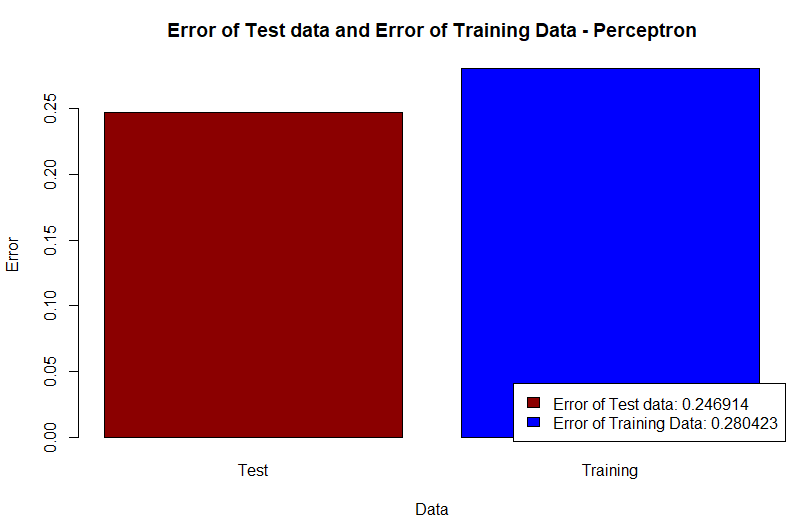 Error of Test data and Error of Training Data - Perceptron
Error
0.25
0.20
0.15
0.10
0.05
0.00
Error of Test data: 0.246914
Error of Training Data: 0.280423
Test
Training
Data